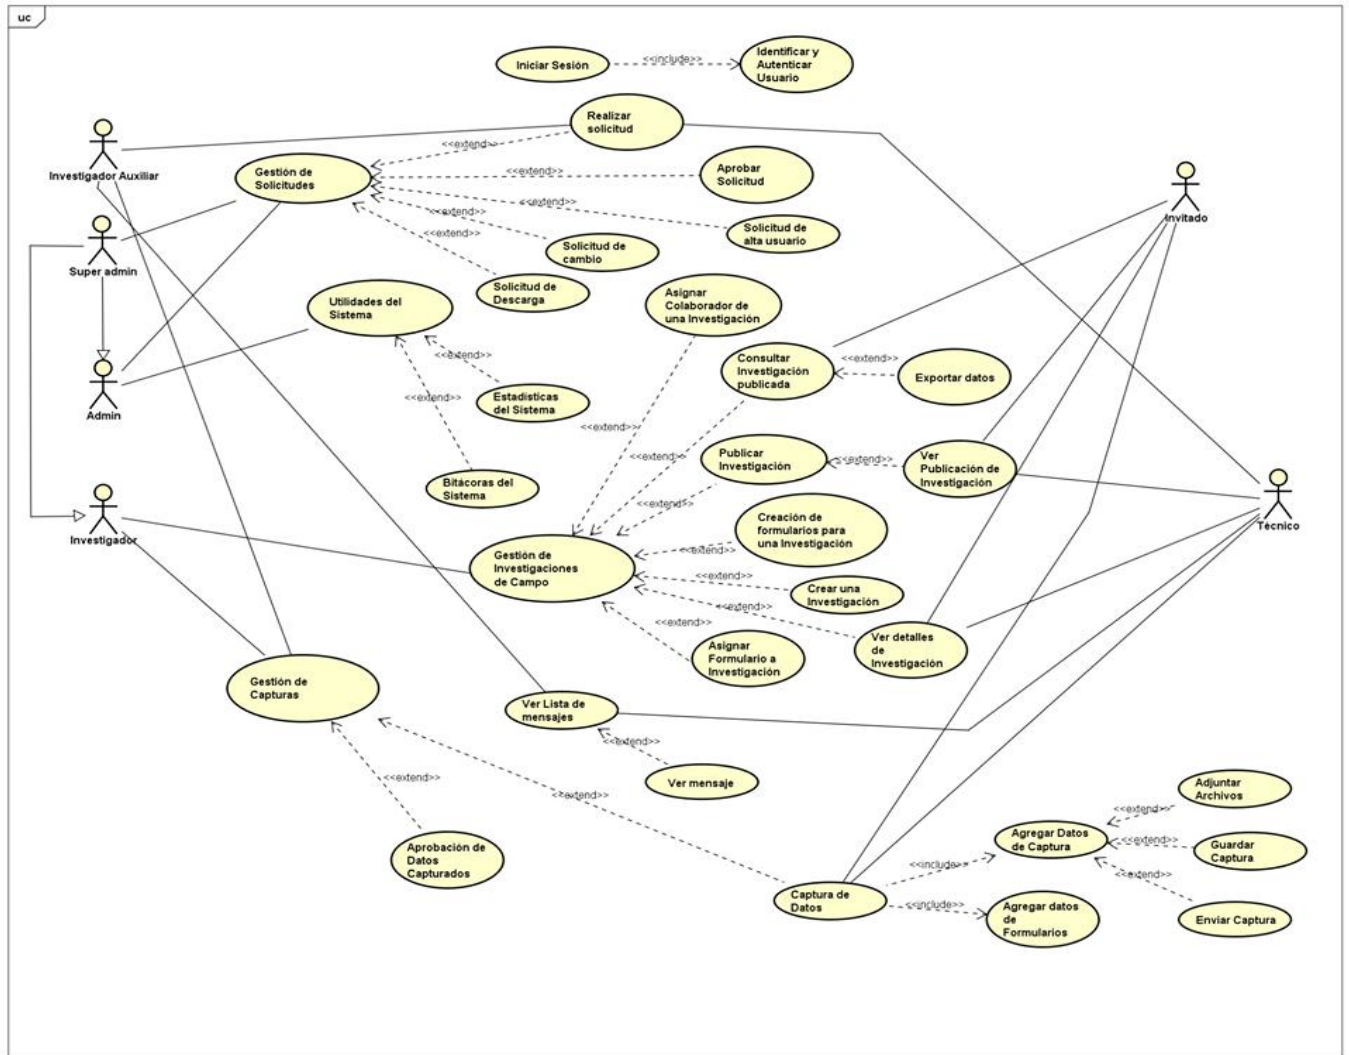 uc
Iniciar Sesión
<<include>>
Identificar y
Autenticar
Usuario
Realizar
solicitud
Investigador Auxiliar
<<extend>>
Gestión de
Solicitudes
<<extend>>
Aprobar
Solicitud
Invitado
<<extend>>
<<extend>>
<<extend>>
Solicitud de
alta usuario
Solicitud de
cambio
Super admin
Solicitud de
Descarga
Asignar
Colaborador de
una Investigación
Utilidades del
Sistema
<<extend>>
Consultar
Investigación
publicada
<<extend>>
Exportar datos
Admin
<<extend>>
Estadísticas
del Sistema
<<extend>>
<<extend>>
Publicar
Investigación
<<extend>>
Ver
Publicación de
Investigación
Bitácoras del
Sistema
<<extend>>
Investigador
Técnico
Creación de
formularios para
una Investigación
<<extend>>
Gestión de
Investigaciones
de Campo
<<extend>>
Crear una
Investigación
<<extend>>
<<extend>>
Asignar
Formulario a
Investigación
Ver detalles
de
Investigación
Gestión de
Capturas
Ver Lista de
mensajes
<<extend>>
Ver mensaje
<<extend>>
<<extend>>
Adjuntar
Archivos
<<extend>>
Agregar Datos
de Captura
<<extend>>
Guardar
Captura
Aprobación de
Datos
Capturados
<<include>>
<<extend>>
Captura de
Datos
<<include>>
Agregar datos
de
Formularios
Enviar Captura